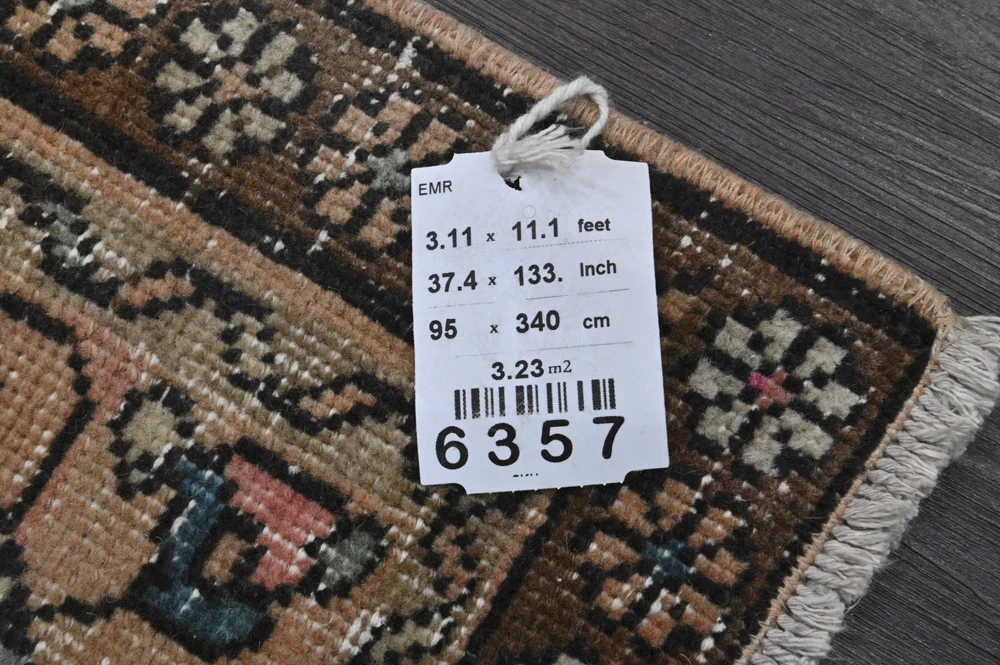 EMR
3.11 x 11.1 feet
37.4 x 133. Inch
95 x 340 cm
3.23 m2
6357